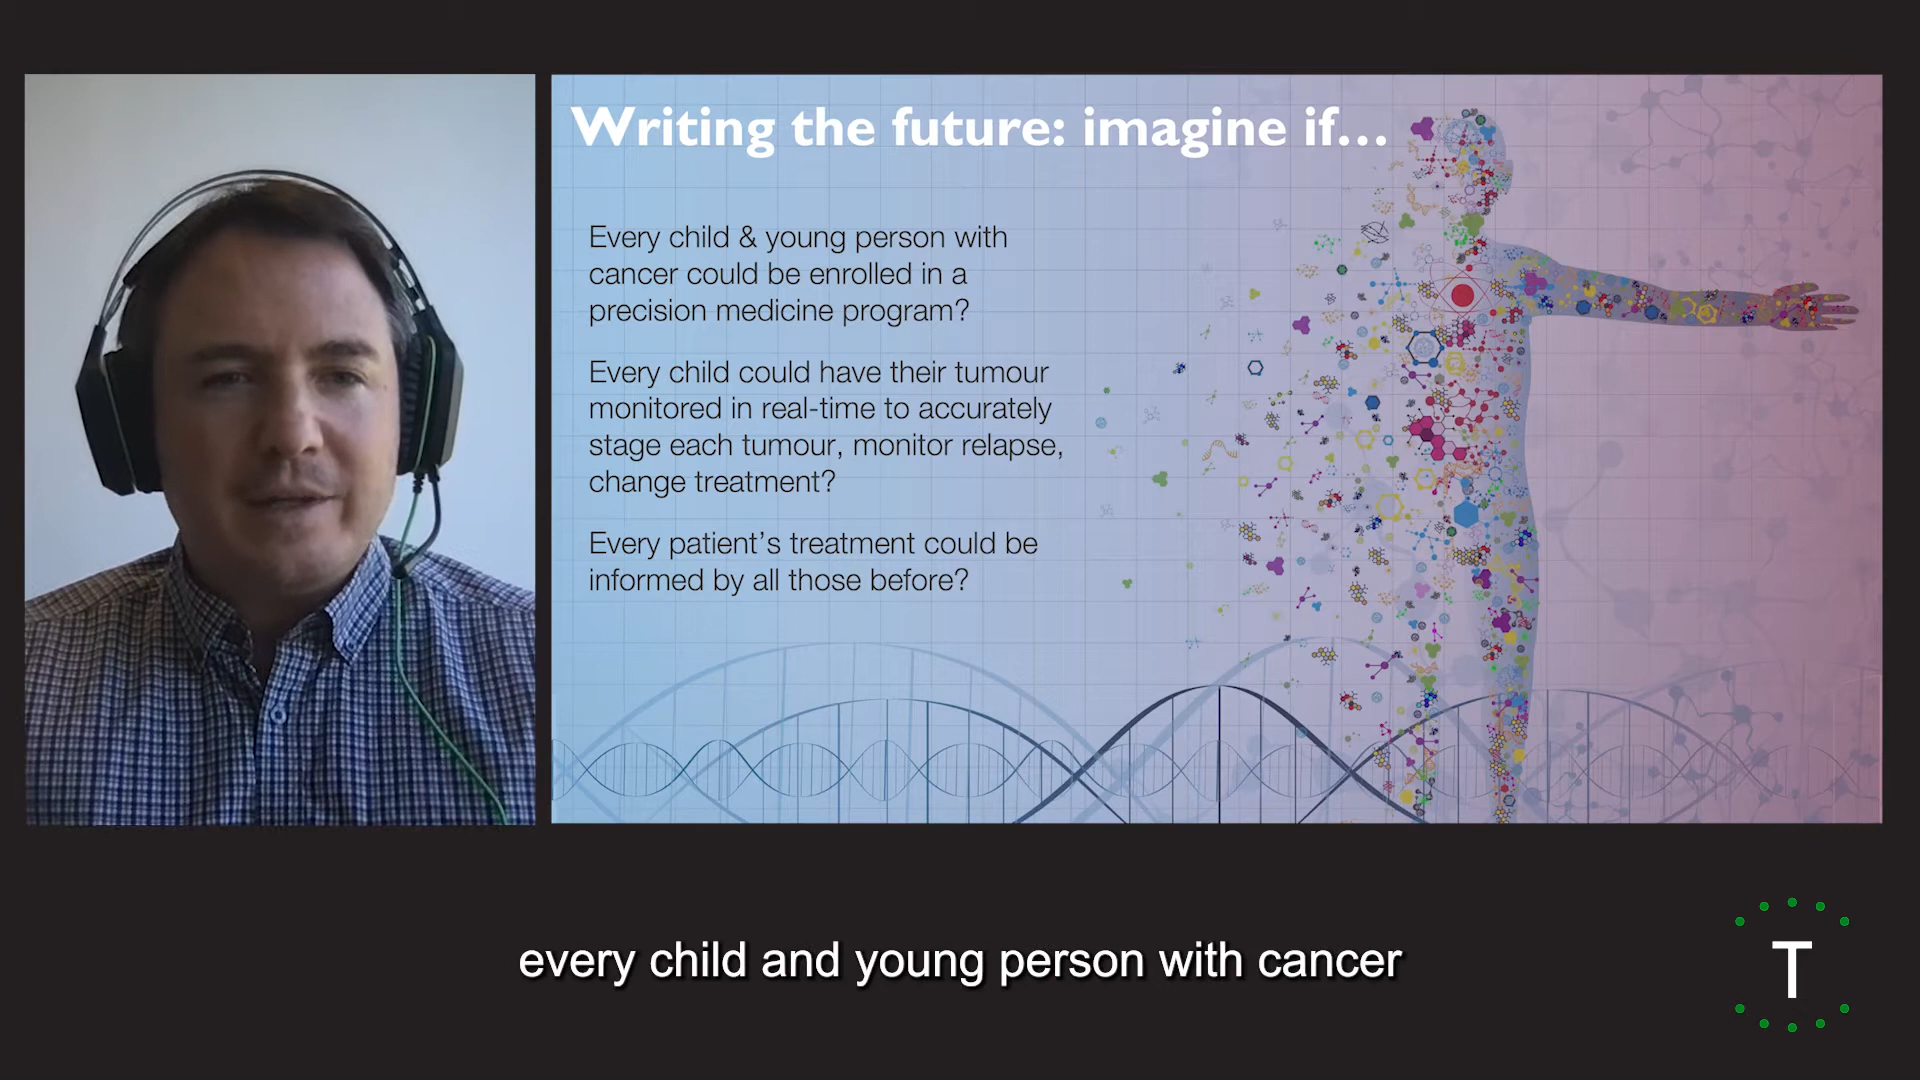 Writing the future: imagine if...
Every child & young person with
cancer could be enrolled in a
precision medicine program?
Every child could have their tumour
monitored in real-time to accurately
stage each tumour, monitor relapse,
change treatment?
Every patient’s treatment could be
informed by all those before?
every child and young person with cancer
T